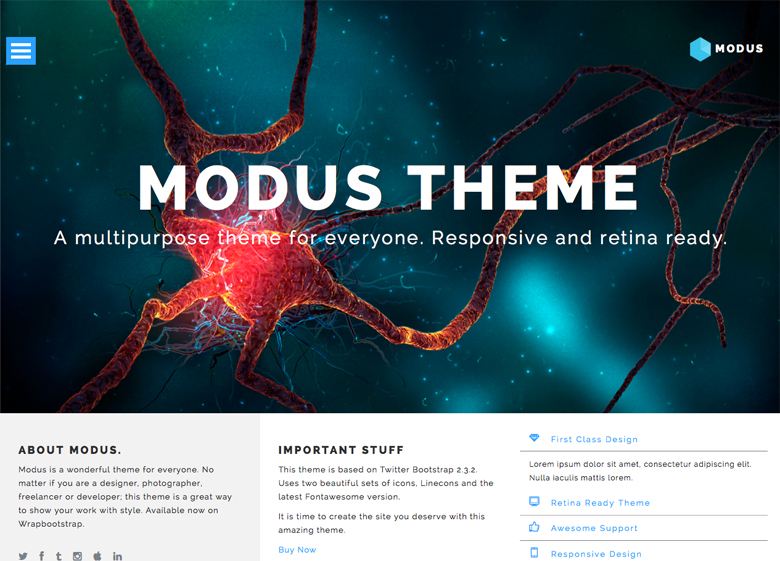 MODUS
MODUS THEME
A multipurpose theme for everyone. Responsive and retina ready.
ABOUT MODUS.
Modus is a wonderful theme for everyone. No
matter if you are a designer, photographer,
freelancer or developer; this theme is a great way
to show your work with style. Available now on
Wrapbootstrap.
IMPORTANT STUFF
This theme is based on Twitter Bootstrap 2.3.2.
Uses two beautiful sets of icons, Linecons and the
latest Fontawesome version.
It is time to create the site you deserve with this
amazing theme.
Buy Now
First Class Design
Lorem ipsum dolor sit amet, consectetur adipiscing elit.
Nulla iaculis mattis lorem.
Retina Ready Theme
Awesome Support
Responsive Design